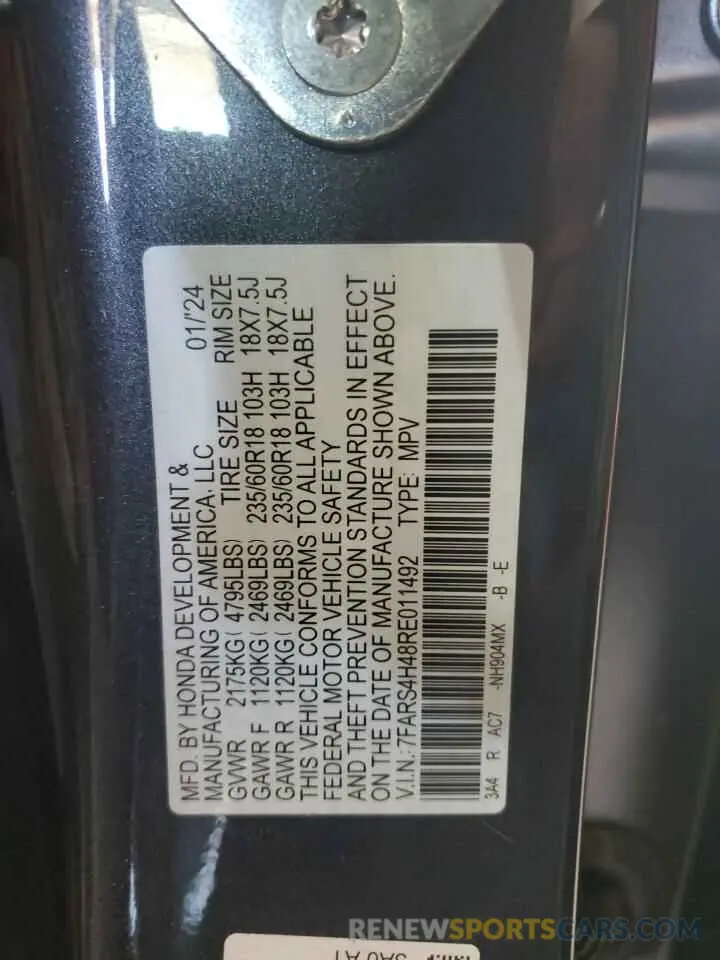 MFD. BY HONDA DEVELOPMENT &
MANUFACTURING OF AMERICA, LLC 01/'24
GVWR 2175KG( 4795LBS) TIRE SIZE RIM SIZE
GAWR F 1120KG( 2469LBS) 235/60R18 103H 18X7.5J
GAWR R 1120KG( 2469LBS) 235/60R18 103H 18X7.5J
THIS VEHICLE CONFORMS TO ALL APPLICABLE
FEDERAL MOTOR VEHICLE SAFETY
AND THEFT PREVENTION STANDARDS IN EFFECT
ON THE DATE OF MANUFACTURE SHOWN ABOVE.
V.I.N.: 7FARS4H48RE011492 TYPE: MPV
3A4 R AC7 -NH904MX -B -E
RENEWSPORTSCARS.COM